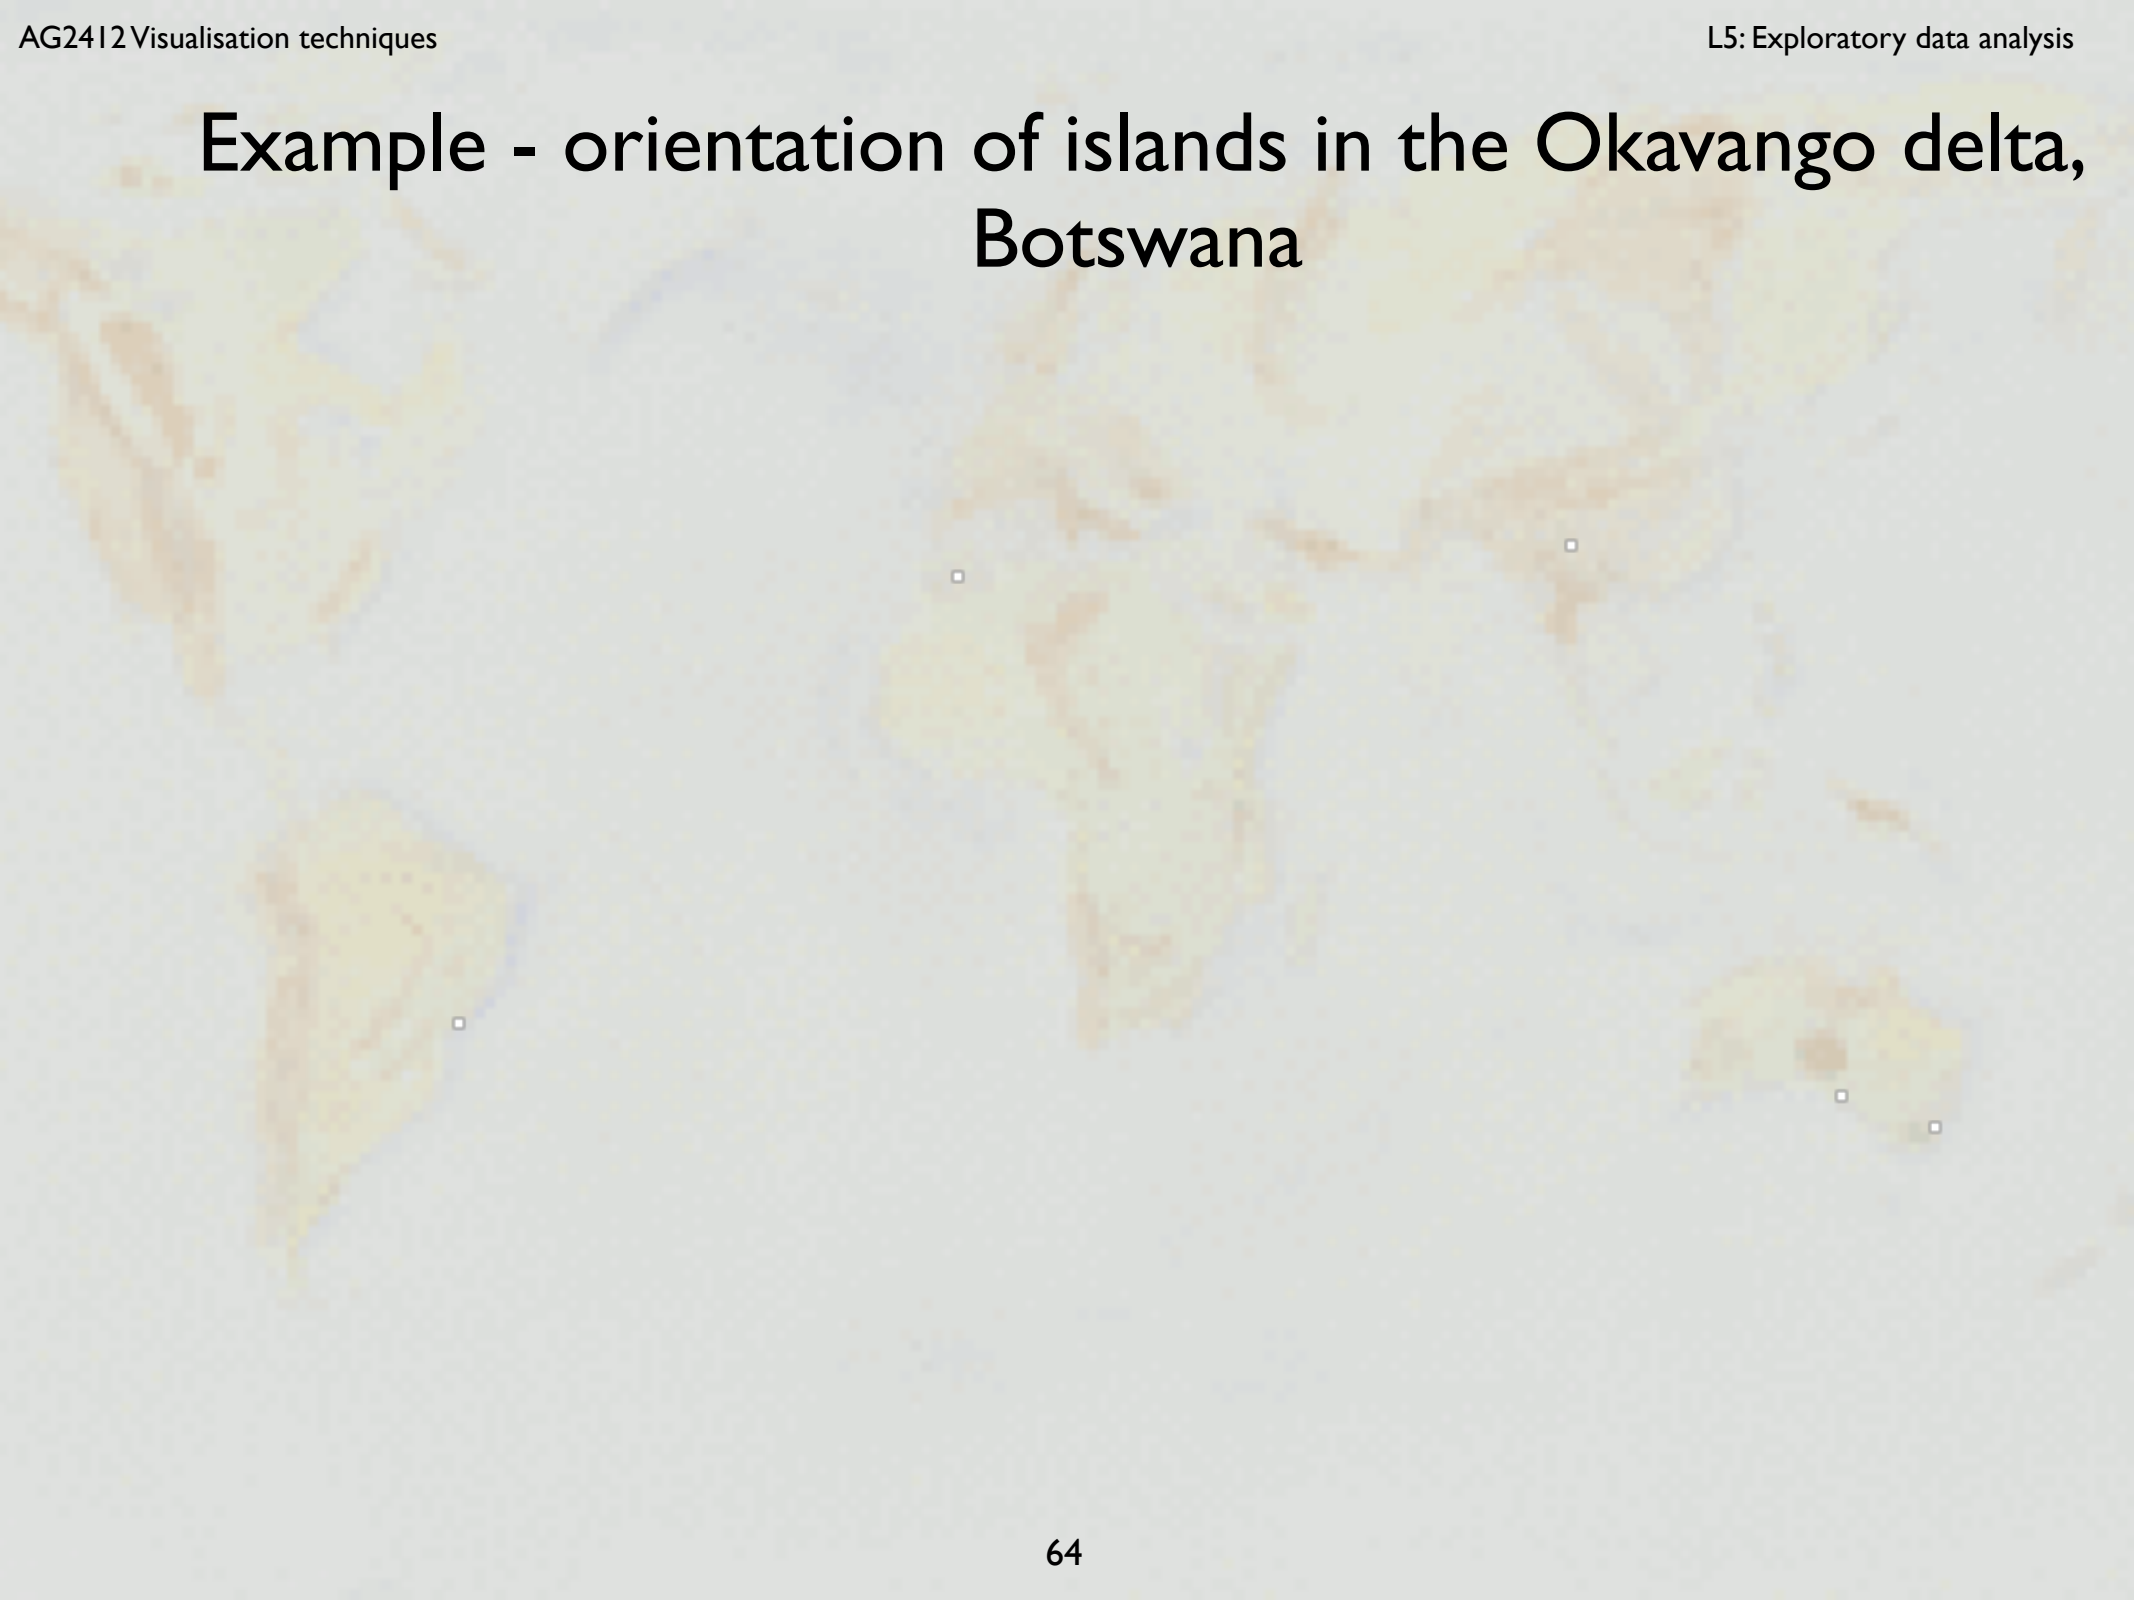 AG2412 Visualisation techniques
L5: Exploratory data analysis
Example - orientation of islands in the Okavango delta,
Botswana
64